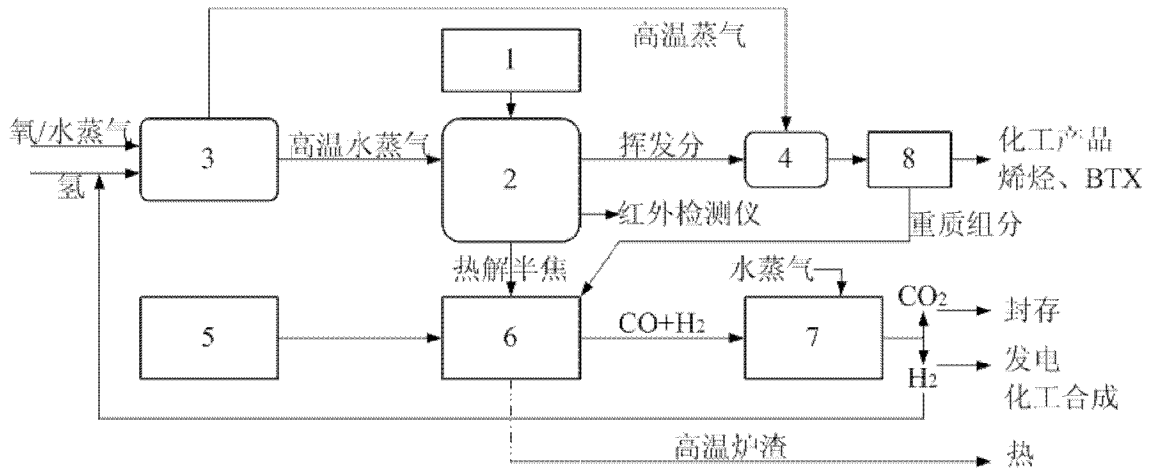 高温蒸气
1
氧/水蒸气
氢
3
高温水蒸气
2
挥发分
4
8
化工产品
烯烃、BTX
红外检测仪
重质组分
热解半焦
水蒸气
5
6
CO+H₂
7
CO₂
封存
H₂
发电
化工合成
高温炉渣
热